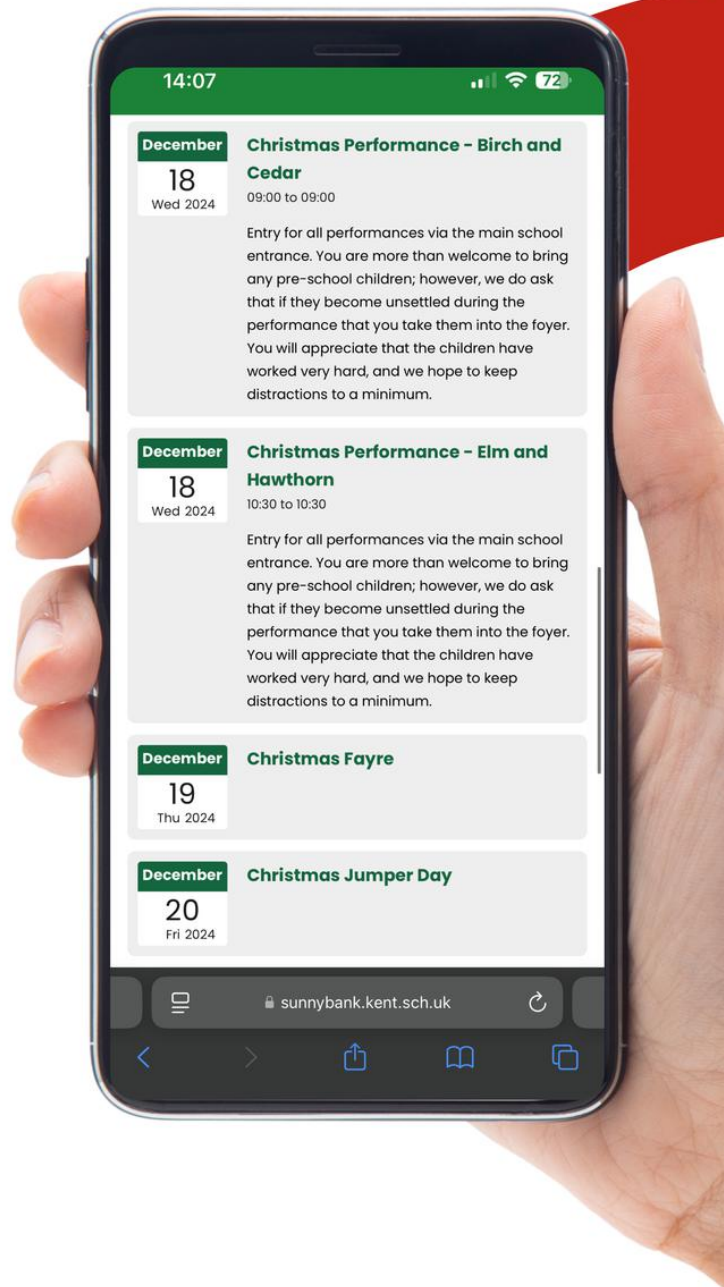 14:07
72
December
18
Wed 2024
Christmas Performance - Birch and
Cedar
09:00 to 09:00
Entry for all performances via the main school
entrance. You are more than welcome to bring
any pre-school children; however, we do ask
that if they become unsettled during the
performance that you take them into the foyer.
You will appreciate that the children have
worked very hard, and we hope to keep
distractions to a minimum.
December
18
Wed 2024
Christmas Performance - Elm and
Hawthorn
10:30 to 10:30
Entry for all performances via the main school
entrance. You are more than welcome to bring
any pre-school children; however, we do ask
that if they become unsettled during the
performance that you take them into the foyer.
You will appreciate that the children have
worked very hard, and we hope to keep
distractions to a minimum.
December
19
Thu 2024
Christmas Fayre
December
20
Fri 2024
Christmas Jumper Day
sunnybank.kent.sch.uk